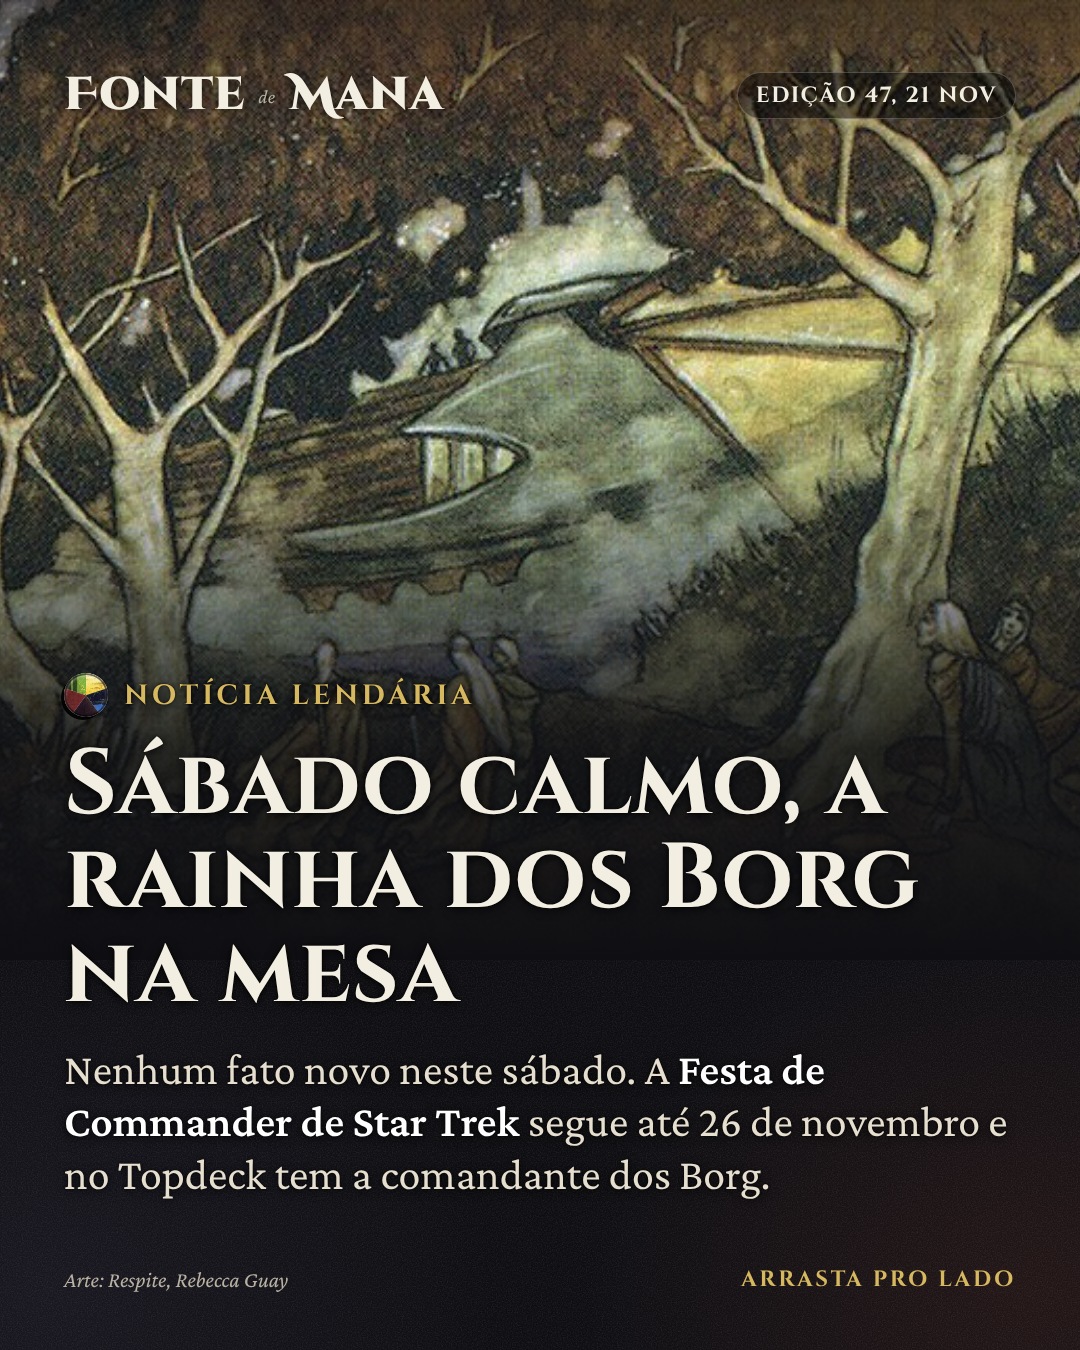 FONTE de MANA
EDIÇÃO 47, 21 NOV
NOTÍCIA LENDÁRIA
SÁBADO CALMO, A
RAINHA DOS BORG
NA MESA
Nenhum fato novo neste sábado. A Festa de
Commander de Star Trek segue até 26 de novembro e
no Topdeck tem a comandante dos Borg.
Arte: Respite, Rebecca Guay
ARRASTA PRO LADO